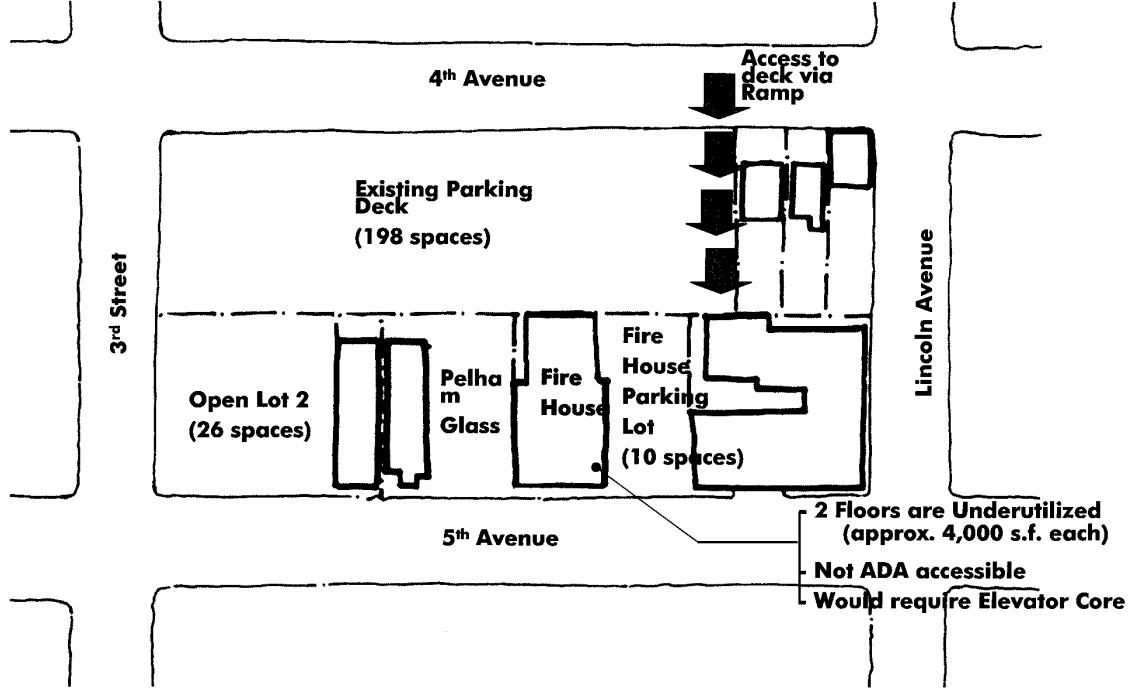 4th Avenue
Access to
deck via
Ramp
Existing Parking
Deck
(198 spaces)
3rd Street
Lincoln Avenue
Open Lot 2
(26 spaces)
Pelha
m
Glass
Fire
House
Fire
House
Parking
Lot
(10 spaces)
5th Avenue
2 Floors are Underutilized
(approx. 4,000 s.f. each)
Not ADA accessible
Would require Elevator Core